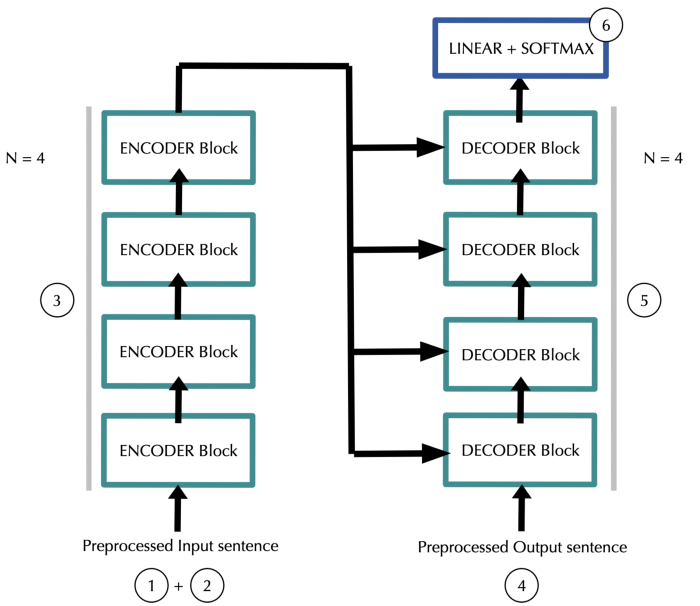 6
LINEAR + SOFTMAX
N = 4
ENCODER Block
ENCODER Block
ENCODER Block
ENCODER Block
3
Preprocessed Input sentence
1 + 2
DECODER Block
DECODER Block
DECODER Block
DECODER Block
N = 4
5
Preprocessed Output sentence
4